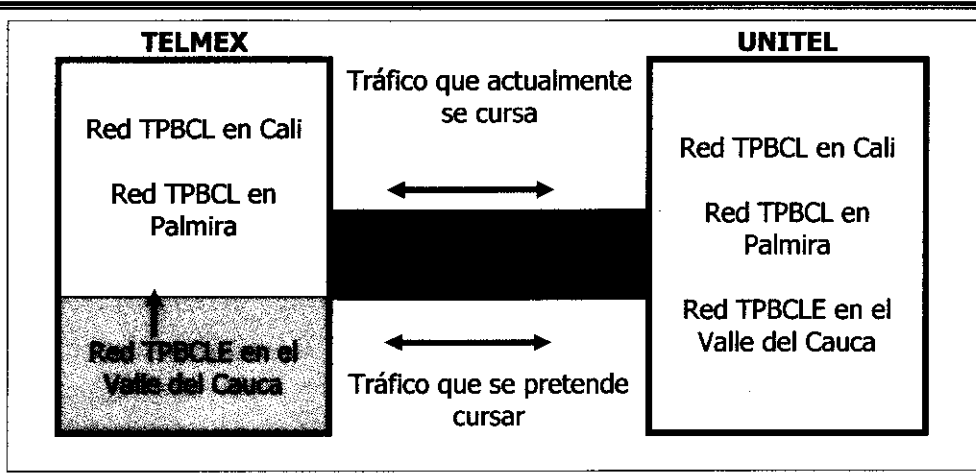 TELMEX
Red TPBCL en Cali
Red TPBCL en
Palmira
Red TPBCLE en el
Valle del Cauca
Tráfico que actualmente
se cursa
Tráfico que se pretende
cursar
UNITEL
Red TPBCL en Cali
Red TPBCL en
Palmira
Red TPBCLE en el
Valle del Cauca